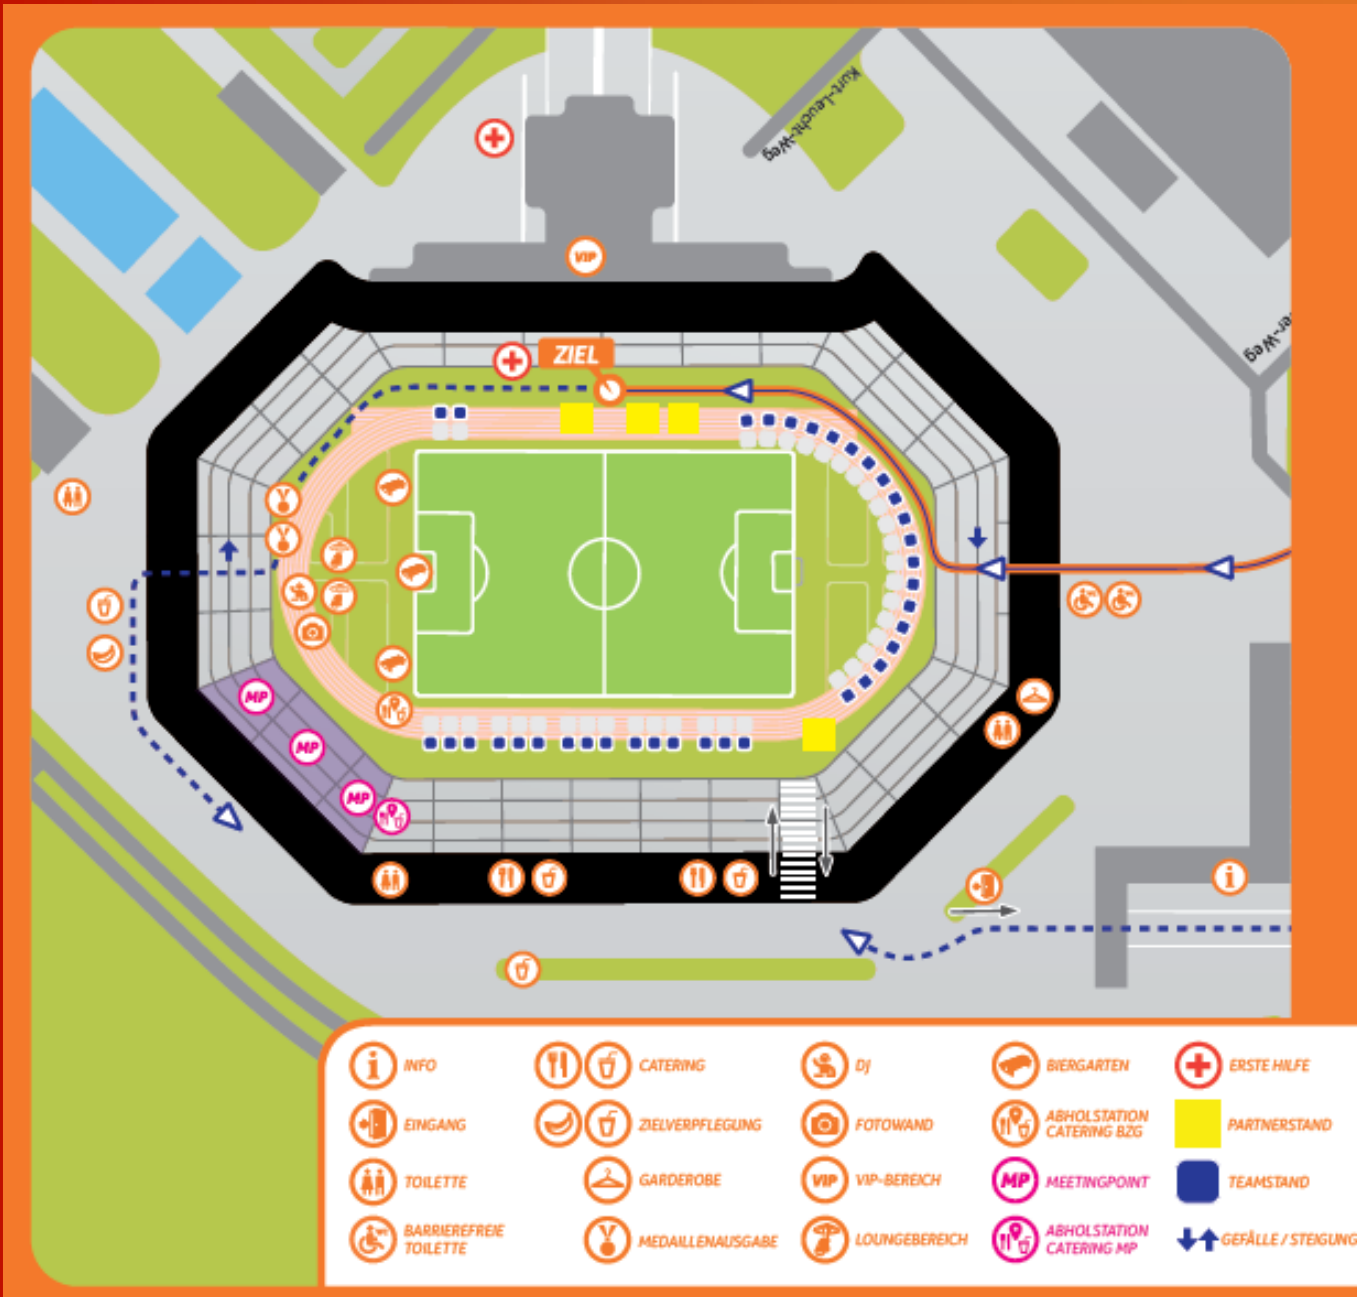 Kurt-Leucht-Weg
er-Weg
VIP
ZIEL
MP
MP
MP
i
i INFO
CATERING
DJ
BIERGARTEN
ERSTE HILFE
EINGANG
ZIELVERPFLEGUNG
FOTOWAND
ABHOLSTATION
CATERING BZG
PARTNERSTAND
TOILETTE
GARDEROBE
VIP VIP-BEREICH
MP MEETINGPOINT
TEAMSTAND
BARRIEREFREIE
TOILETTE
MEDAILLENAUSGABE
LOUNGEBEREICH
ABHOLSTATION
CATERING MP
GEFÄLLE / STEIGUNG